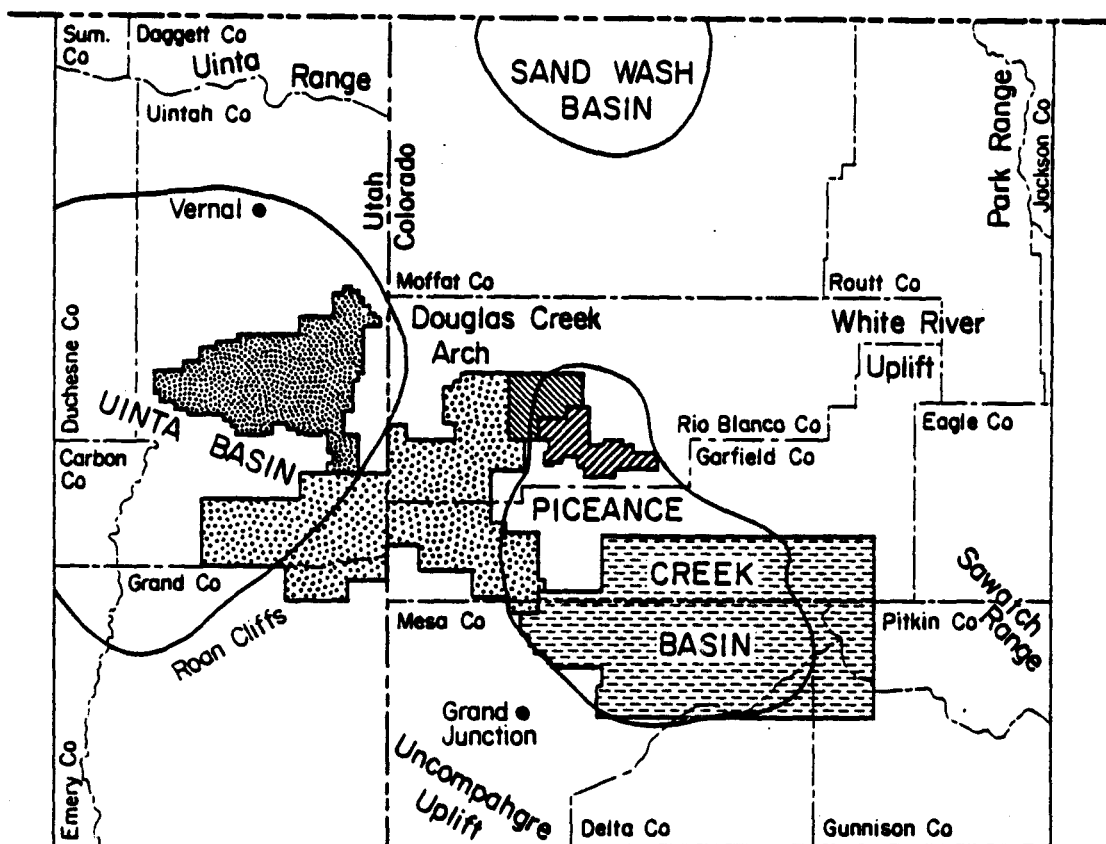 Sum.
Co
Daggett Co
Uinta
Range
Uintah Co
SAND WASH
BASIN
Park Range
Jackson Co
Utah
Colorado
Vernal
Moffat Co
Routt Co
Douglas Creek
Arch
White River
Uplift
Duchesne Co
UINTA
BASIN
Carbon
Co
Rio Blanco Co
Garfield Co
Eagle Co
PICEANCE
CREEK
BASIN
Grand Co
Roan Cliffs
Mesa Co
Pitkin Co
Sawatch
Range
Grand
Junction
Uncompahgre
Uplift
Emery Co
Delta Co
Gunnison Co